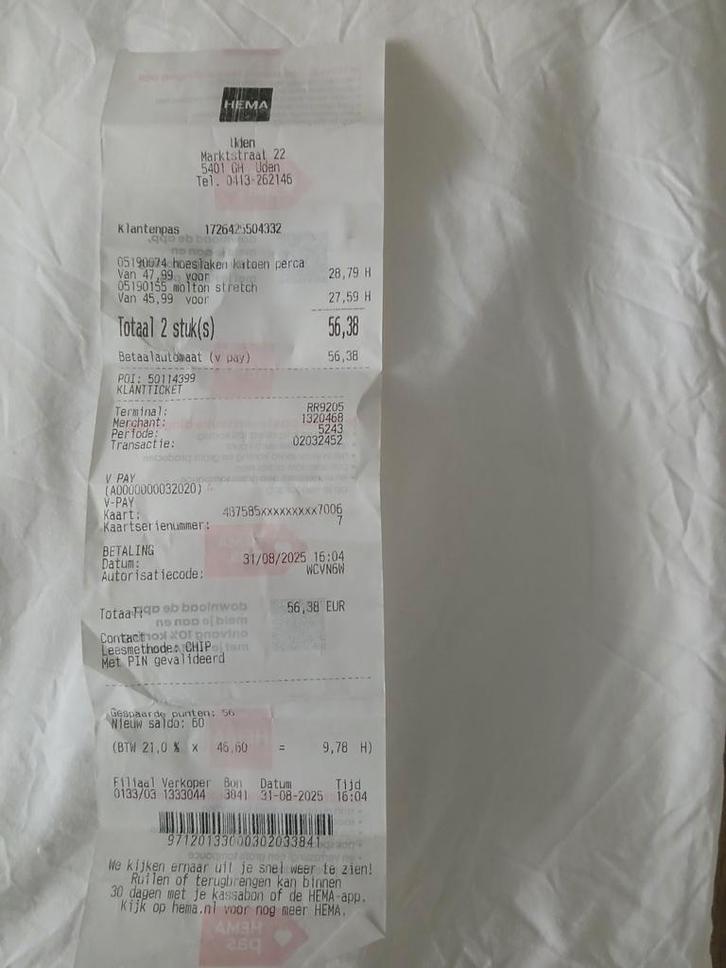 HEMA
Uden
Marktstraat 22
5401 GH Uden
Tel. 0413-262146
Klantenpas 1726425504332
05190074 hoeslaken katoen perca
Van 47,99 voor 28,79 H
05190155 molton stretch
Van 45,99 voor 27,59 H
Totaal 2 stuk(s) 56,38
Betaalautomaat (v pay) 56,38
POI: 50114399
KLANTTICKET
Terminal: RR9205
Merchant: 1320468
Periode: 5243
Transactie: 02032452
V PAY
(A0000000032020)
V-PAY
Kaart: 487585xxxxxxxxx7006
Kaartserienummer: 7
BETALING
Datum: 31/08/2025 16:04
Autorisatiecode: WCVN6W
Totaal: 56,38 EUR
Contact
Leesmethode: CHIP
Met PIN gevalideerd
Gespaarde punten: 56
Nieuw saldo: 60
(BTW 21,0 % x 46,60 = 9,78 H)
Filiaal Verkoper Bon Datum Tijd
0133/03 1333044 3841 31-08-2025 16:04
97120133000302033841
We kijken ernaar uit je snel weer te zien!
Ruilen of terugbrengen kan binnen
30 dagen met je kassabon of de HEMA-app.
Kijk op hema.nl voor nog meer HEMA.